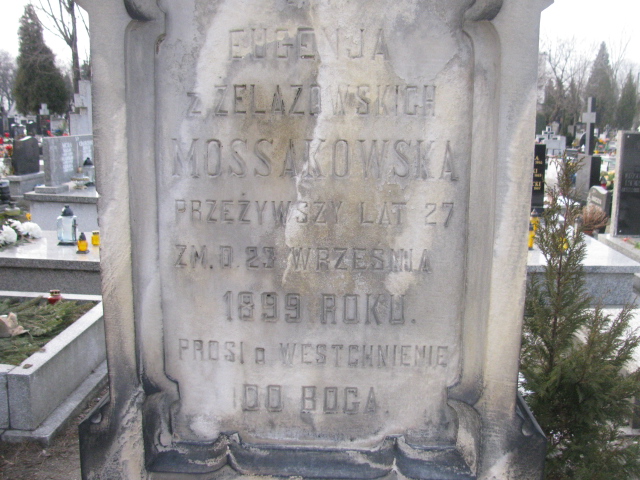 EUGENJA
z ŻELAZOWSKICH
MOSSAKOWSKA
PRZEŻYWSZY LAT 27
ZM. D. 23 WRZEŚNIA
1899 ROKU.
PROSI o WESTCHNIENIE
DO BOGA.